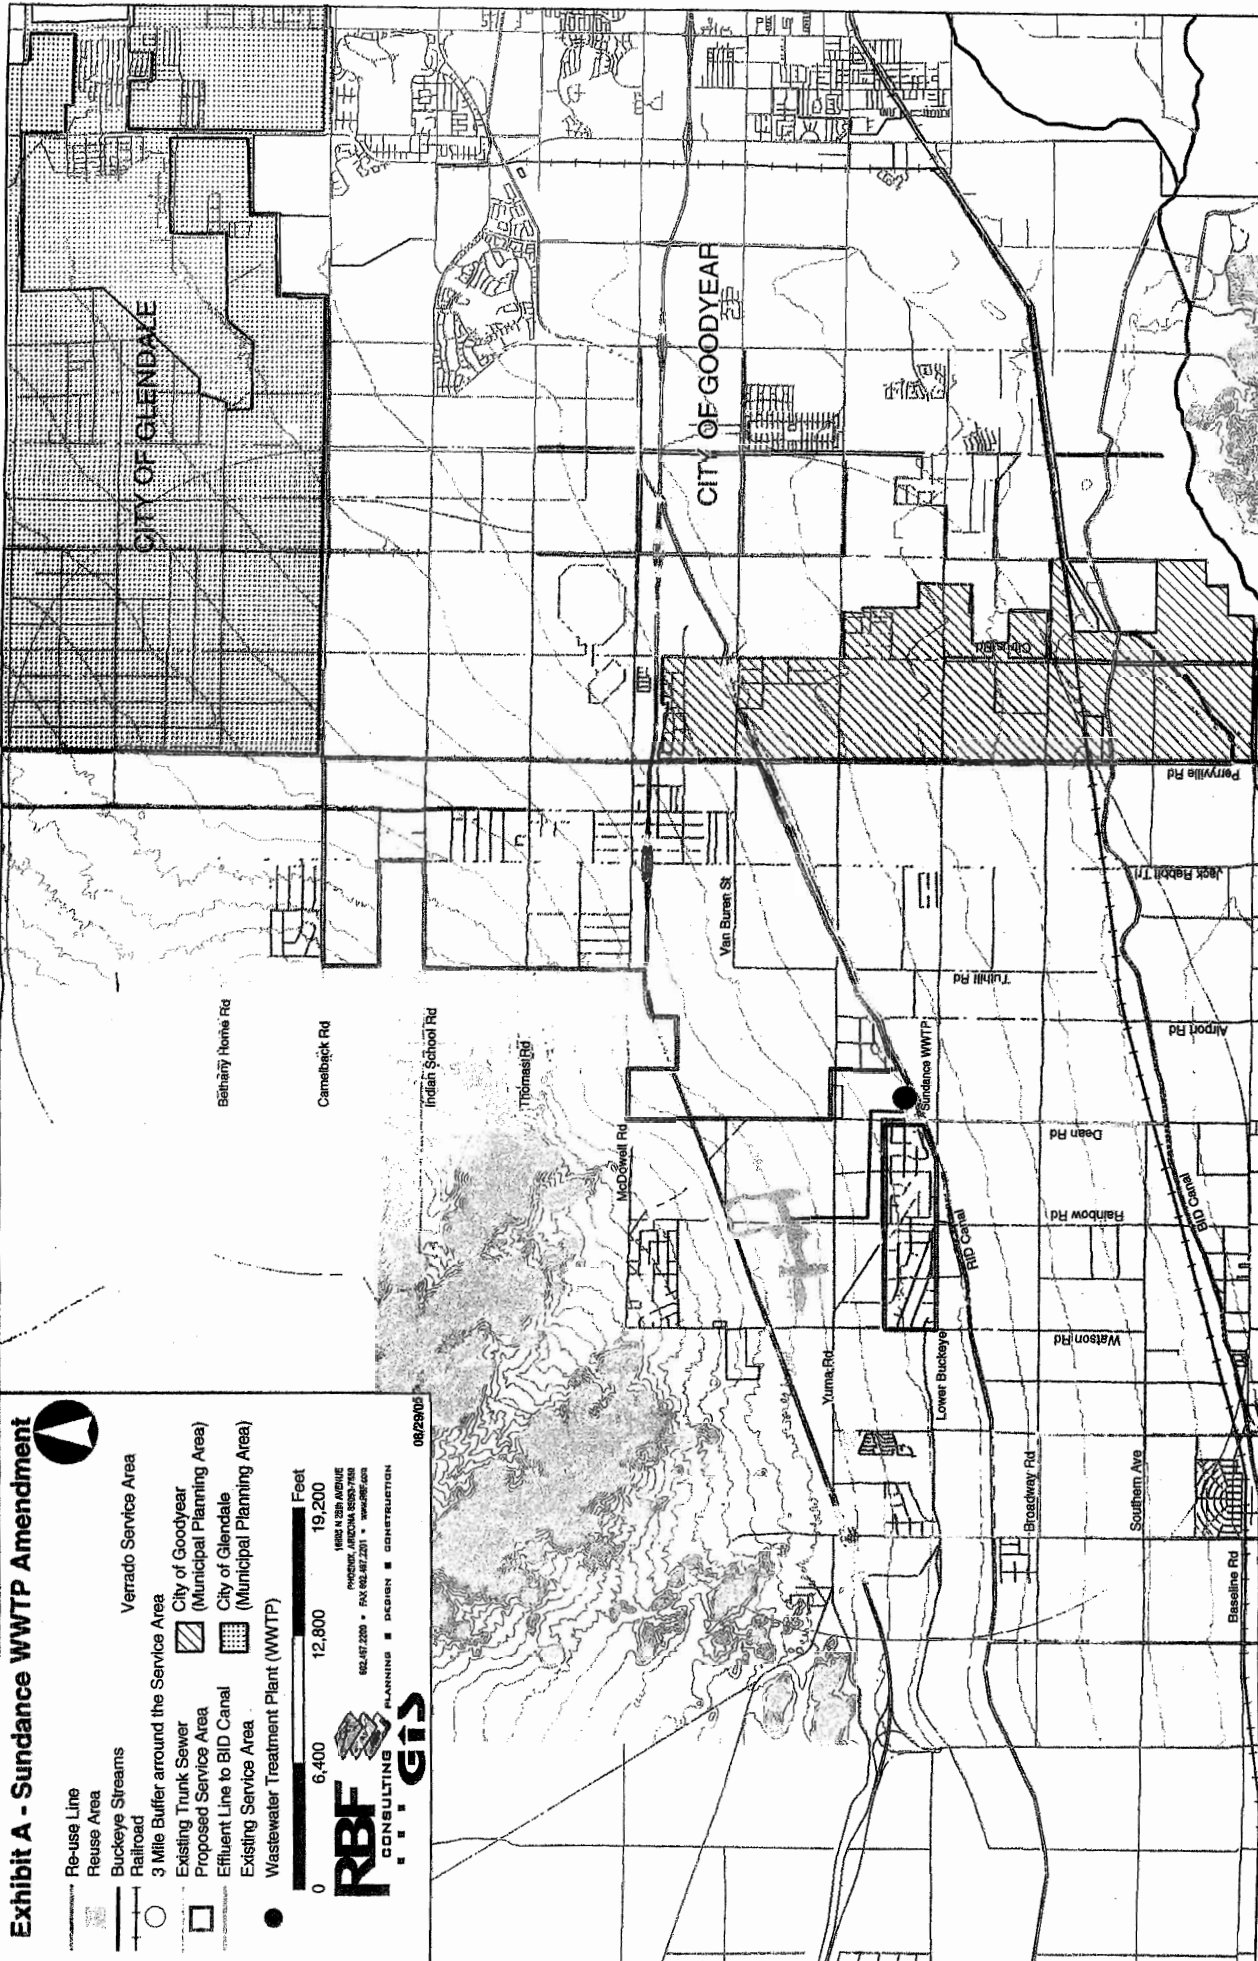 Exhibit A - Sundance WWTP Amendment
Re-use Line
Reuse Area
Buckeye Streams
Railroad
Verrado Service Area
3 Mile Buffer arround the Service Area
Existing Trunk Sewer
Proposed Service Area
Effluent Line to BID Canal
Existing Service Area
City of Goodyear
(Municipal Planning Area)
City of Glendale
(Municipal Planning Area)
Wastewater Treatment Plant (WWTP)
0 6,400 12,800 19,200 Feet
RBF
CONSULTING
GIS
PLANNING ■ DESIGN ■ CONSTRUCTION
PHOENIX, ARIZONA
08/29/05
CITY OF GLENDALE
CITY OF GOODYEAR
Bethany Home Rd
Camelback Rd
Indian School Rd
Thomas Rd
McDowell Rd
Van Buren St
Yuma Rd
Lower Buckeye
Broadway Rd
Southern Ave
Baseline Rd
Sundance WWTP
RID Canal
BID Canal
Watson Rd
Rainbow Rd
Dean Rd
Airport Rd
Tuthill Rd
Jack Rabbit Trl
Perryville Rd
Citrus Rd